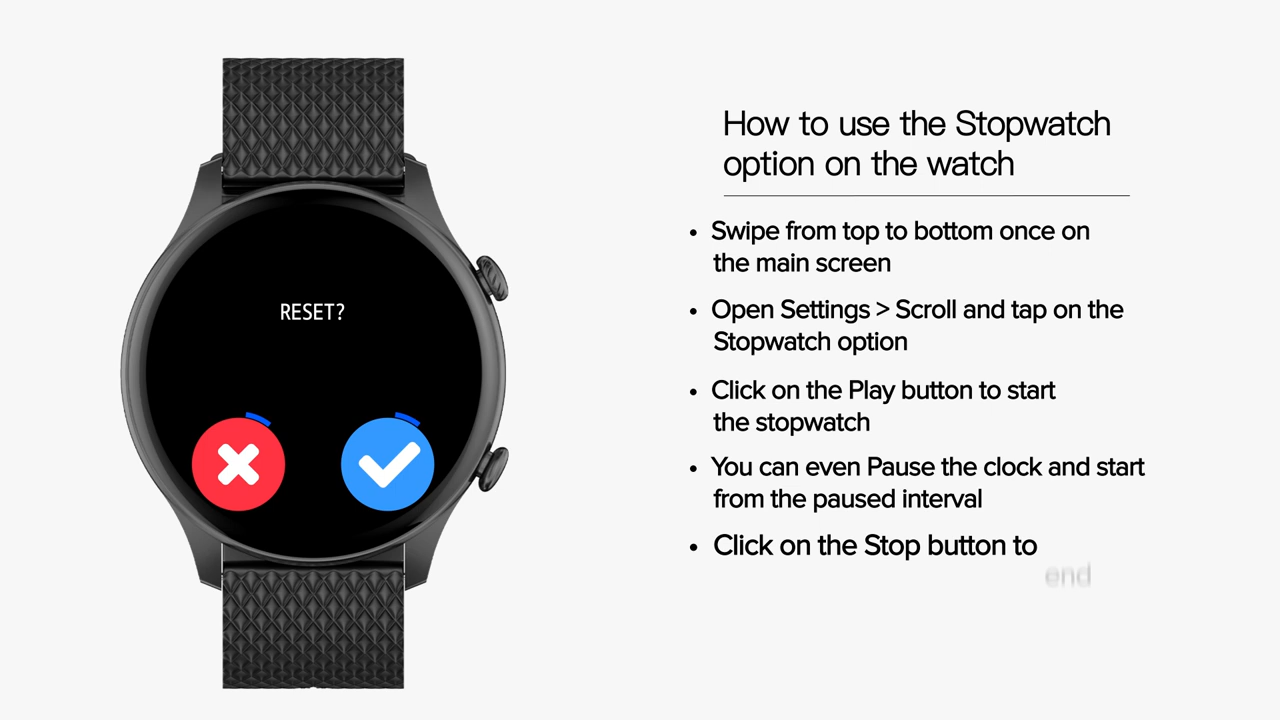 RESET?
How to use the Stopwatch
option on the watch
• Swipe from top to bottom once on
the main screen
• Open Settings > Scroll and tap on the
Stopwatch option
• Click on the Play button to start
the stopwatch
• You can even Pause the clock and start
from the paused interval
• Click on the Stop button to
end